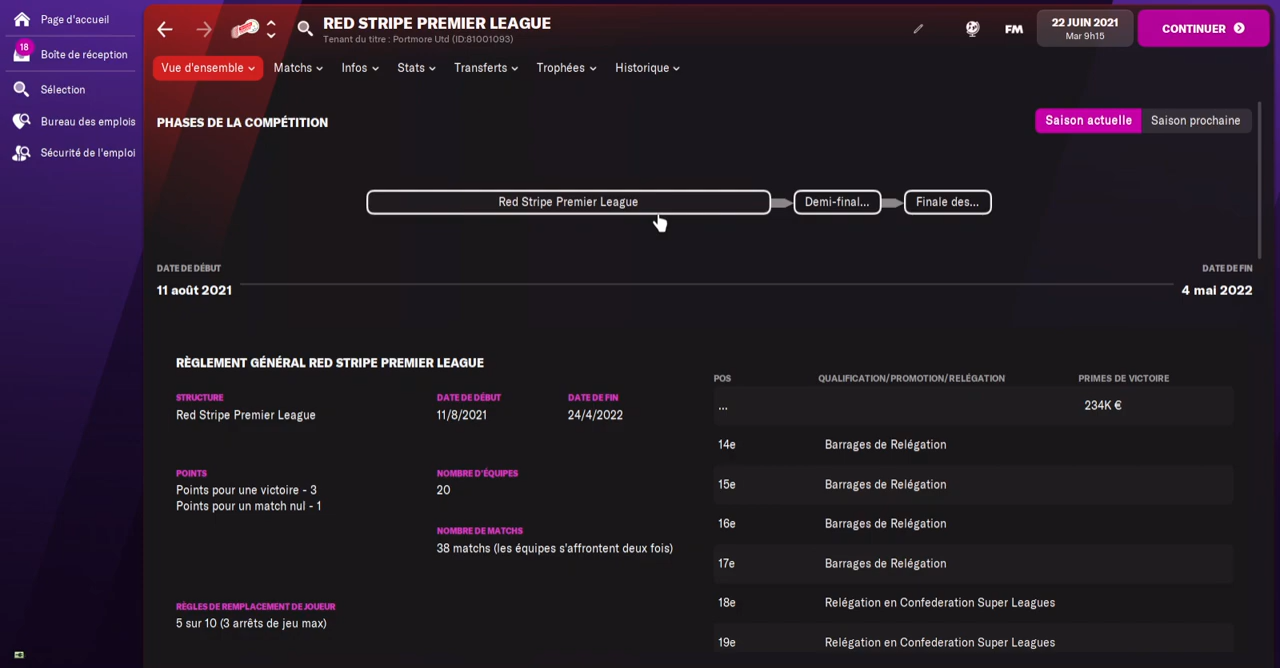 Page d'accueil
18
Boîte de réception
Sélection
Bureau des emplois
Sécurité de l'emploi
RED STRIPE PREMIER LEAGUE
Tenant du titre : Portmore Utd (ID:81001093)
FM
22 JUIN 2021
Mar 9h15
CONTINUER
Vue d'ensemble
Matchs
Infos
Stats
Transferts
Trophées
Historique
PHASES DE LA COMPÉTITION
Saison actuelle
Saison prochaine
Red Stripe Premier League
Demi-final...
Finale des...
DATE DE DÉBUT
11 août 2021
DATE DE FIN
4 mai 2022
RÈGLEMENT GÉNÉRAL RED STRIPE PREMIER LEAGUE
STRUCTURE
Red Stripe Premier League
DATE DE DÉBUT
11/8/2021
DATE DE FIN
24/4/2022
POINTS
Points pour une victoire - 3
Points pour un match nul - 1
NOMBRE D'ÉQUIPES
20
NOMBRE DE MATCHS
38 matchs (les équipes s'affrontent deux fois)
RÈGLES DE REMPLACEMENT DE JOUEUR
5 sur 10 (3 arrêts de jeu max)
POS QUALIFICATION/PROMOTION/RELÉGATION PRIMES DE VICTOIRE
... 234K €
14e Barrages de Relégation
15e Barrages de Relégation
16e Barrages de Relégation
17e Barrages de Relégation
18e Relégation en Confederation Super Leagues
19e Relégation en Confederation Super Leagues